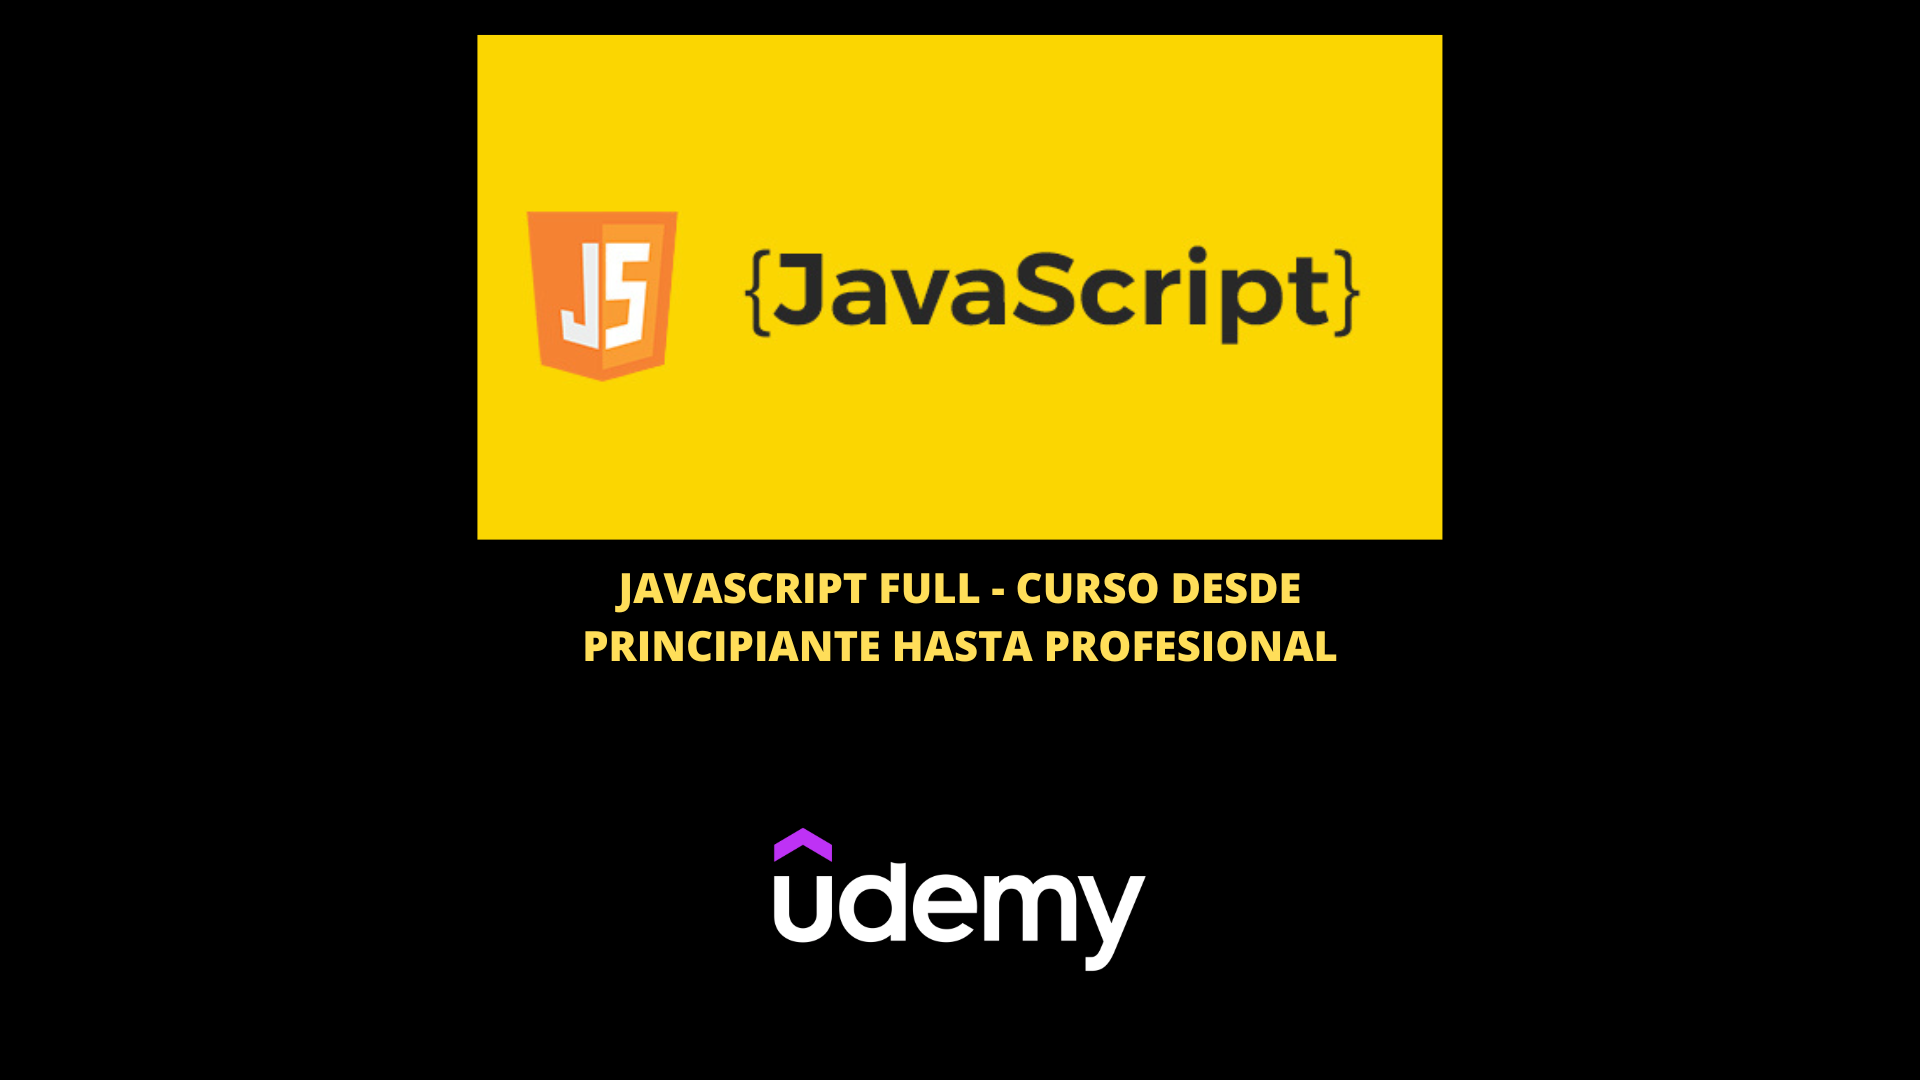 JS
{JavaScript}
JAVASCRIPT FULL - CURSO DESDE
PRINCIPIANTE HASTA PROFESIONAL
udemy